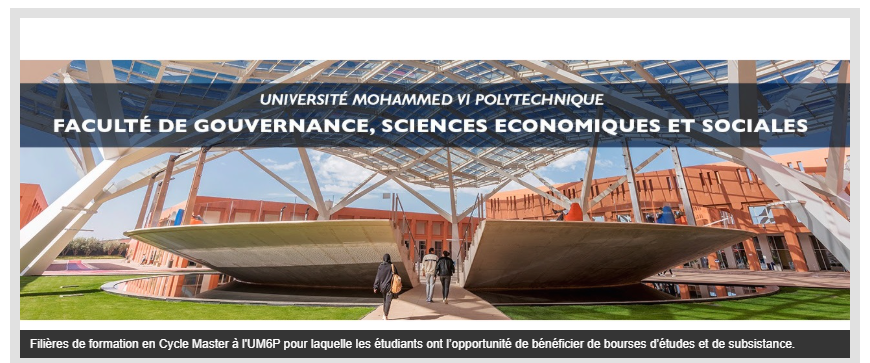 UNIVERSITÉ MOHAMMED VI POLYTECHNIQUE
FACULTÉ DE GOUVERNANCE, SCIENCES ECONOMIQUES ET SOCIALES
Filières de formation en Cycle Master à l'UM6P pour laquelle les étudiants ont l'opportunité de bénéficier de bourses d'études et de subsistance.